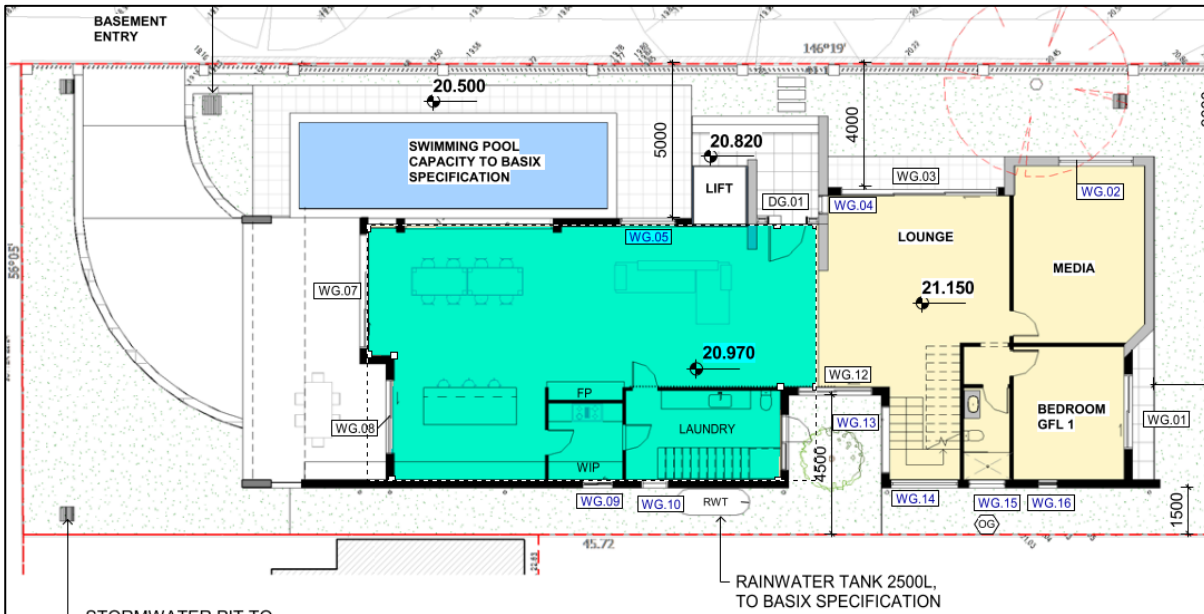 BASEMENT
ENTRY
146°19'
20.500
SWIMMING POOL
CAPACITY TO BASIX
SPECIFICATION
5000
20.820
4000
LIFT
DG.01
WG.03
WG.04
WG.02
WG.05
LOUNGE
MEDIA
56°05'
WG.07
21.150
20.970
WG.12
FP
WG.08
LAUNDRY
WG.13
BEDROOM
GFL 1
WG.01
WIP
4500
WG.09
WG.10
RWT
WG.14
WG.15
WG.16
OG
1500
45.72
RAINWATER TANK 2500L,
TO BASIX SPECIFICATION
STORMWATER PIT TO